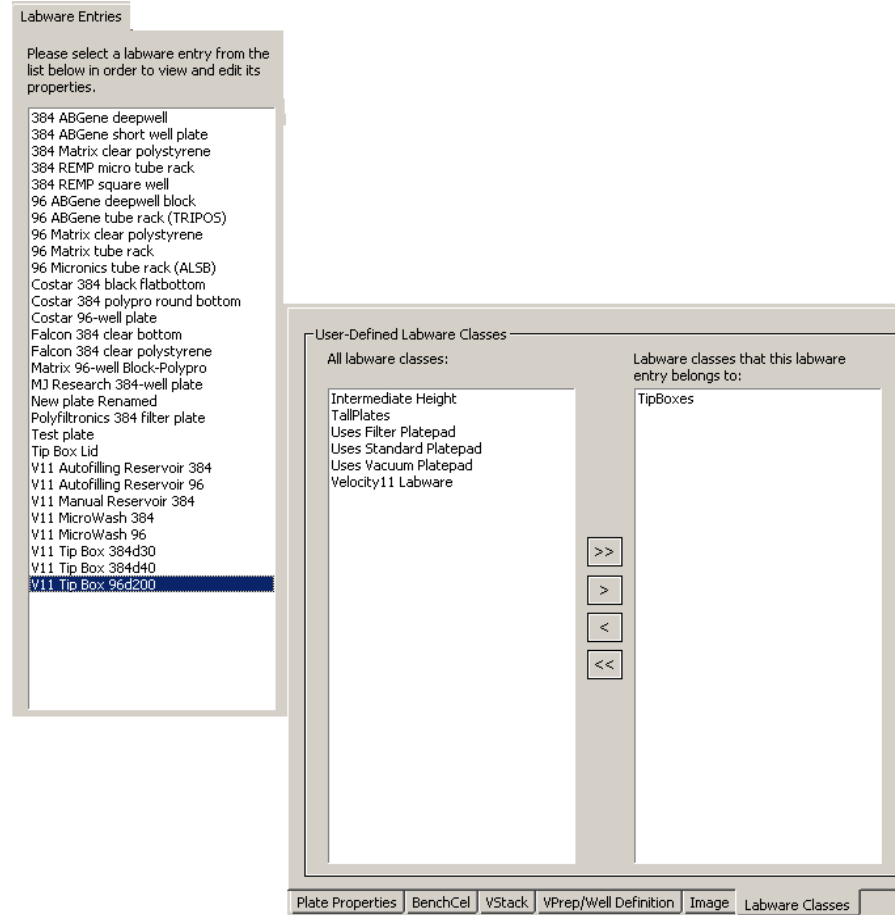 Labware Entries
Please select a labware entry from the
list below in order to view and edit its
properties.
384 ABGene deepwell
384 ABGene short well plate
384 Matrix clear polystyrene
384 REMP micro tube rack
384 REMP square well
96 ABGene deepwell block
96 ABGene tube rack (TRIPOS)
96 Matrix clear polystyrene
96 Matrix tube rack
96 Micronics tube rack (ALSB)
Costar 384 black flatbottom
Costar 384 polypro round bottom
Costar 96-well plate
Falcon 384 clear bottom
Falcon 384 clear polystyrene
Matrix 96-well Block-Polypro
MJ Research 384-well plate
New plate Renamed
Polyfiltronics 384 filter plate
Test plate
Tip Box Lid
V11 Autofilling Reservoir 384
V11 Autofilling Reservoir 96
V11 Manual Reservoir 384
V11 MicroWash 384
V11 MicroWash 96
V11 Tip Box 384d30
V11 Tip Box 384d40
V11 Tip Box 96d200
User-Defined Labware Classes
All labware classes:
Intermediate Height
TallPlates
Uses Filter Platepad
Uses Standard Platepad
Uses Vacuum Platepad
Velocity11 Labware
>>
>
<
<<
Labware classes that this labware
entry belongs to:
TipBoxes
Plate Properties
BenchCel
VStack
VPrep/Well Definition
Image
Labware Classes